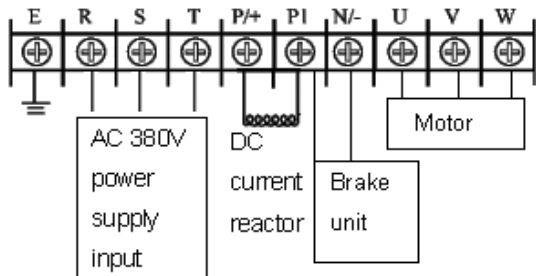 E R S T P/+ P1 N/- U V W
AC 380V
power
supply
input
DC
current
reactor
Brake
unit
Motor